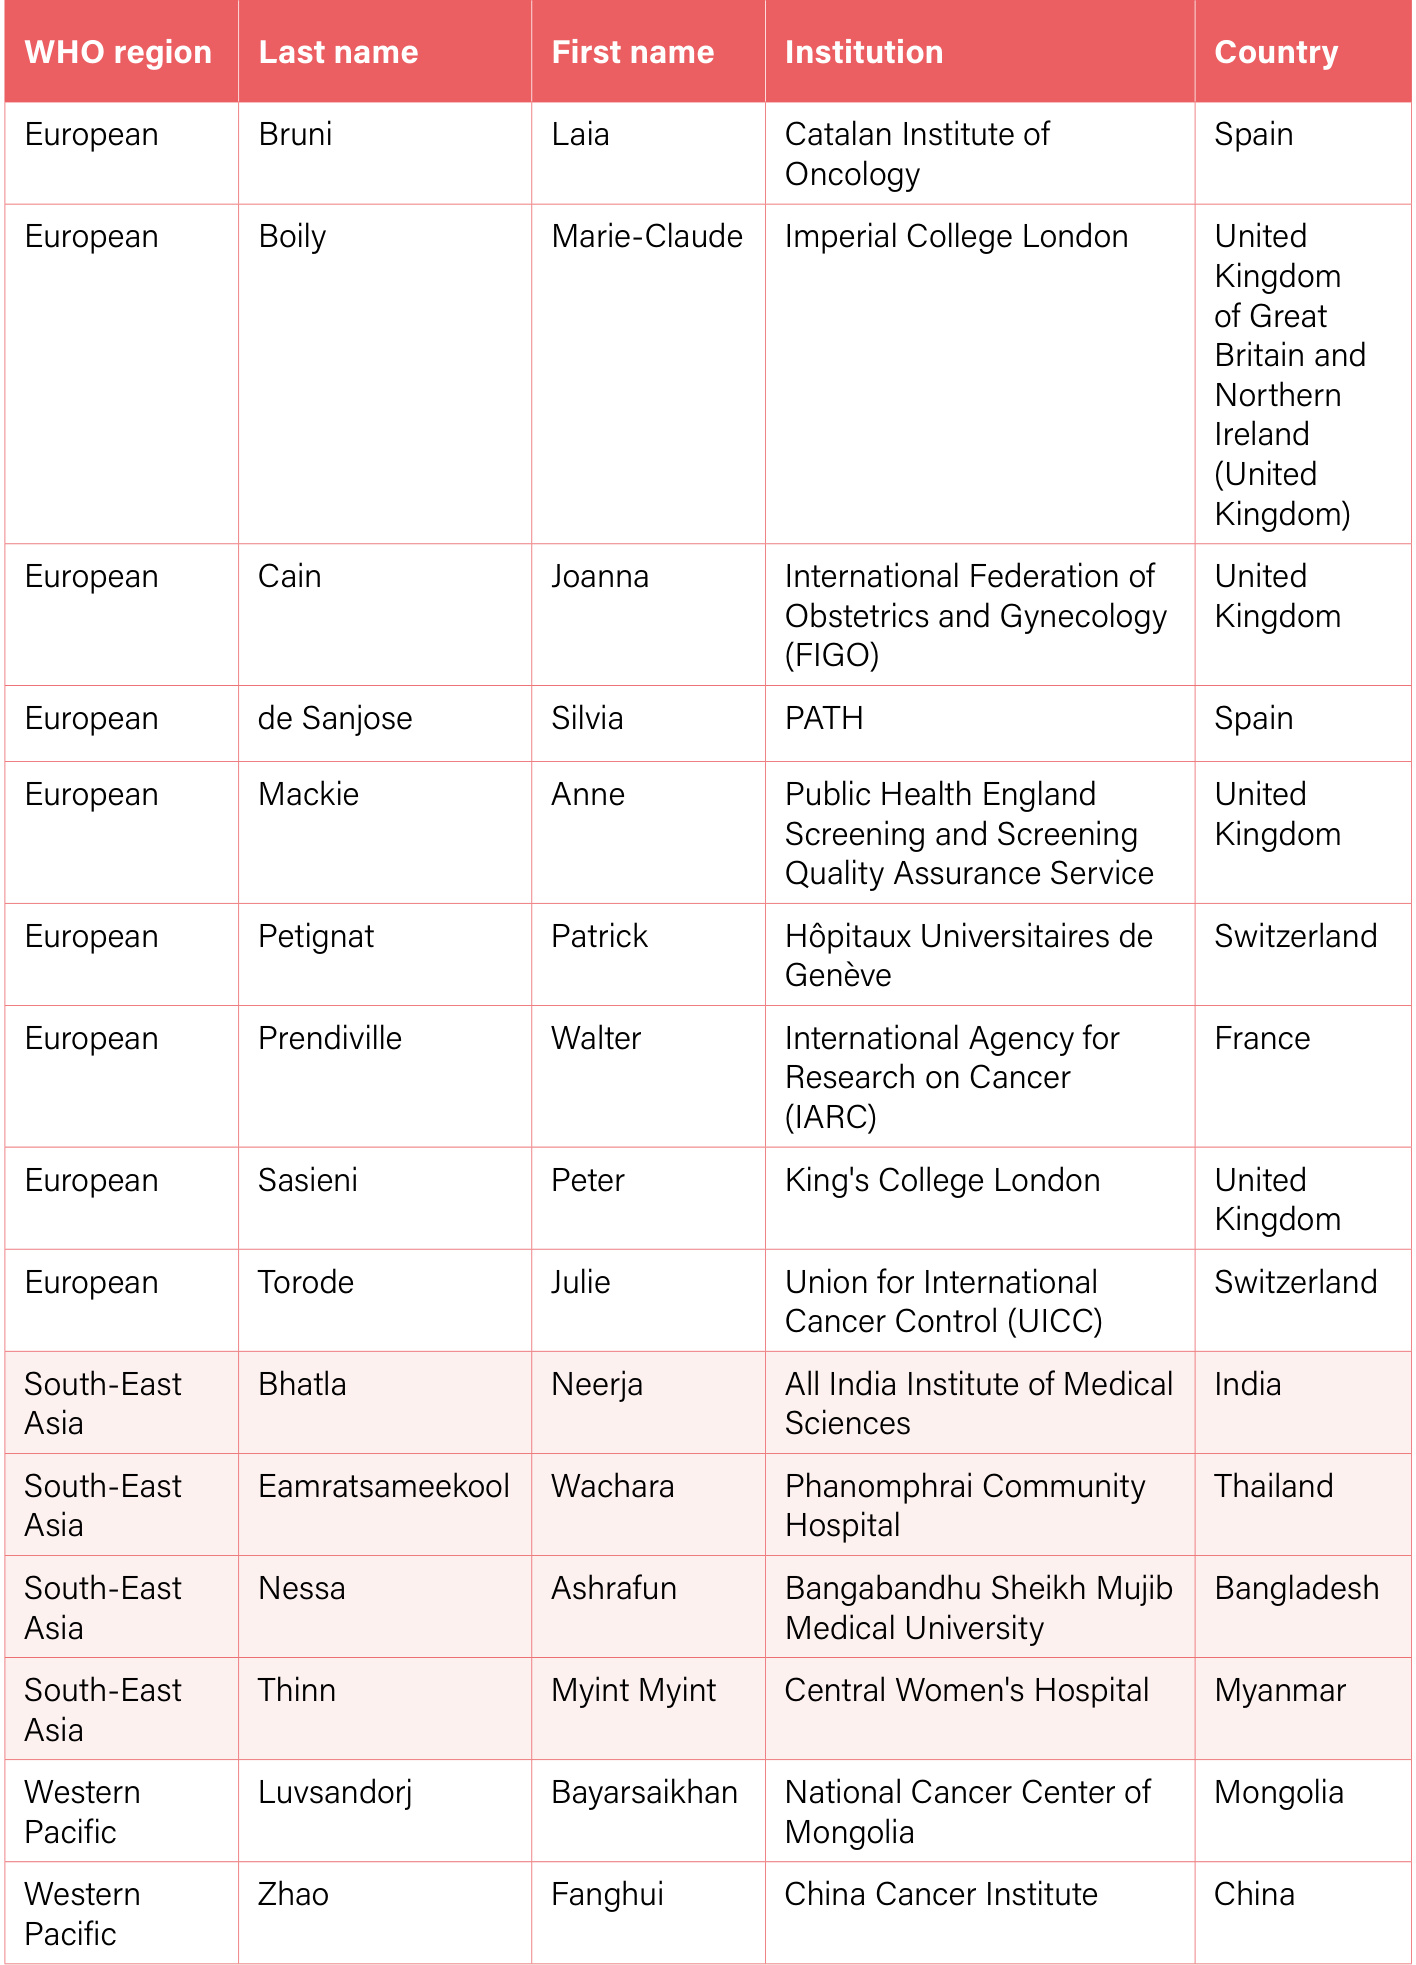 WHO region Last name First name Institution Country
European Bruni Laia Catalan Institute of Spain
Oncology
European Boily Marie-Claude Imperial College London United
Kingdom
of Great
Britain and
Northern
Ireland
(United
Kingdom)
European Cain Joanna International Federation of United
Obstetrics and Gynecology Kingdom
(FIGO)
European de Sanjose Silvia PATH Spain
European Mackie Anne Public Health England United
Screening and Screening Kingdom
Quality Assurance Service
European Petignat Patrick Hôpitaux Universitaires de Switzerland
Genève
European Prendiville Walter International Agency for France
Research on Cancer
(IARC)
European Sasieni Peter King's College London United
Kingdom
European Torode Julie Union for International Switzerland
Cancer Control (UICC)
South-East Bhatla Neerja All India Institute of Medical India
Asia Sciences
South-East Eamratsameekool Wachara Phanomphrai Community Thailand
Asia Hospital
South-East Nessa Ashrafun Bangabandhu Sheikh Mujib Bangladesh
Asia Medical University
South-East Thinn Myint Myint Central Women's Hospital Myanmar
Asia
Western Luvsandorj Bayarsaikhan National Cancer Center of Mongolia
Pacific Mongolia
Western Zhao Fanghui China Cancer Institute China
Pacific